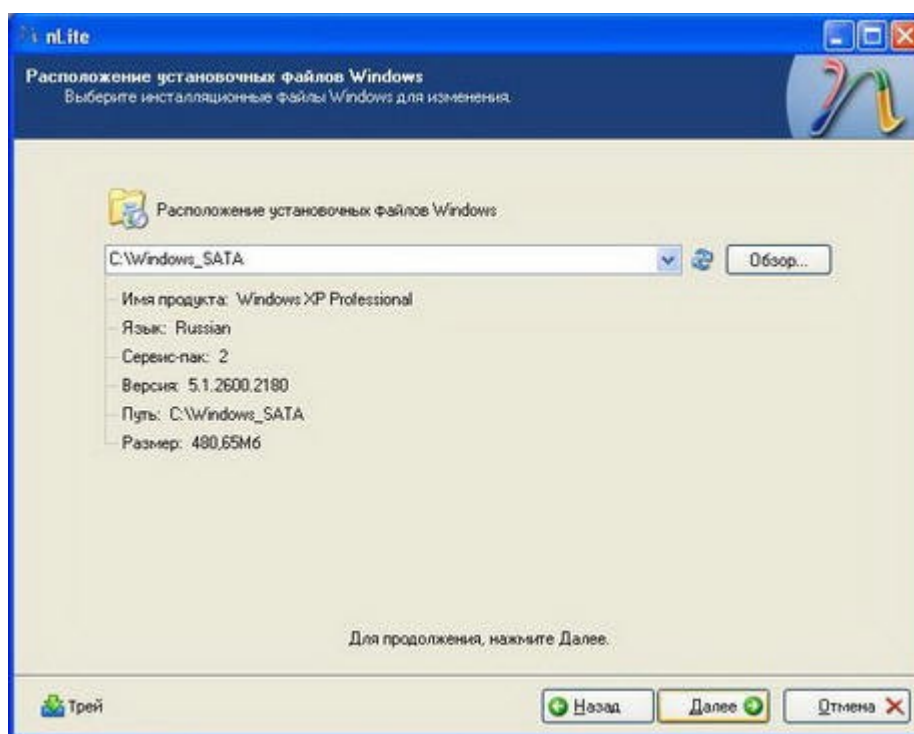 nLite
Расположение установочных файлов Windows
Выберите инсталляционные файлы Windows для изменения.
Расположение установочных файлов Windows
C:\Windows_SATA
Обзор...
Имя продукта: Windows XP Professional
Язык: Russian
Сервис-пак: 2
Версия: 5.1.2600.2180
Путь: C:\Windows_SATA
Размер: 480,65Мб
Для продолжения, нажмите Далее.
Трей
Назад
Далее
Отмена